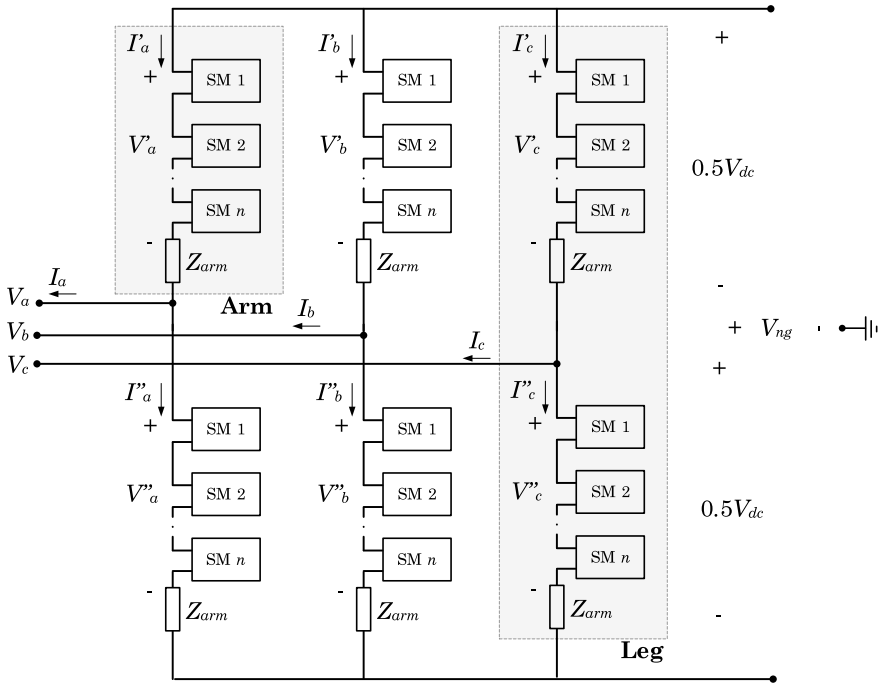 I'a I'b I'c +
+ SM 1 + SM 1 + SM 1
V'a SM 2 V'b SM 2 V'c SM 2 0.5Vdc
SM n SM n SM n
- Zarm - Zarm - Zarm
Ia -
Va Arm
Vb Ib + Vng -
Vc Ic +
I"a I"b I"c
+ SM 1 + SM 1 + SM 1
V"a SM 2 V"b SM 2 V"c SM 2 0.5Vdc
SM n SM n SM n
- Zarm - Zarm - Zarm -
Leg